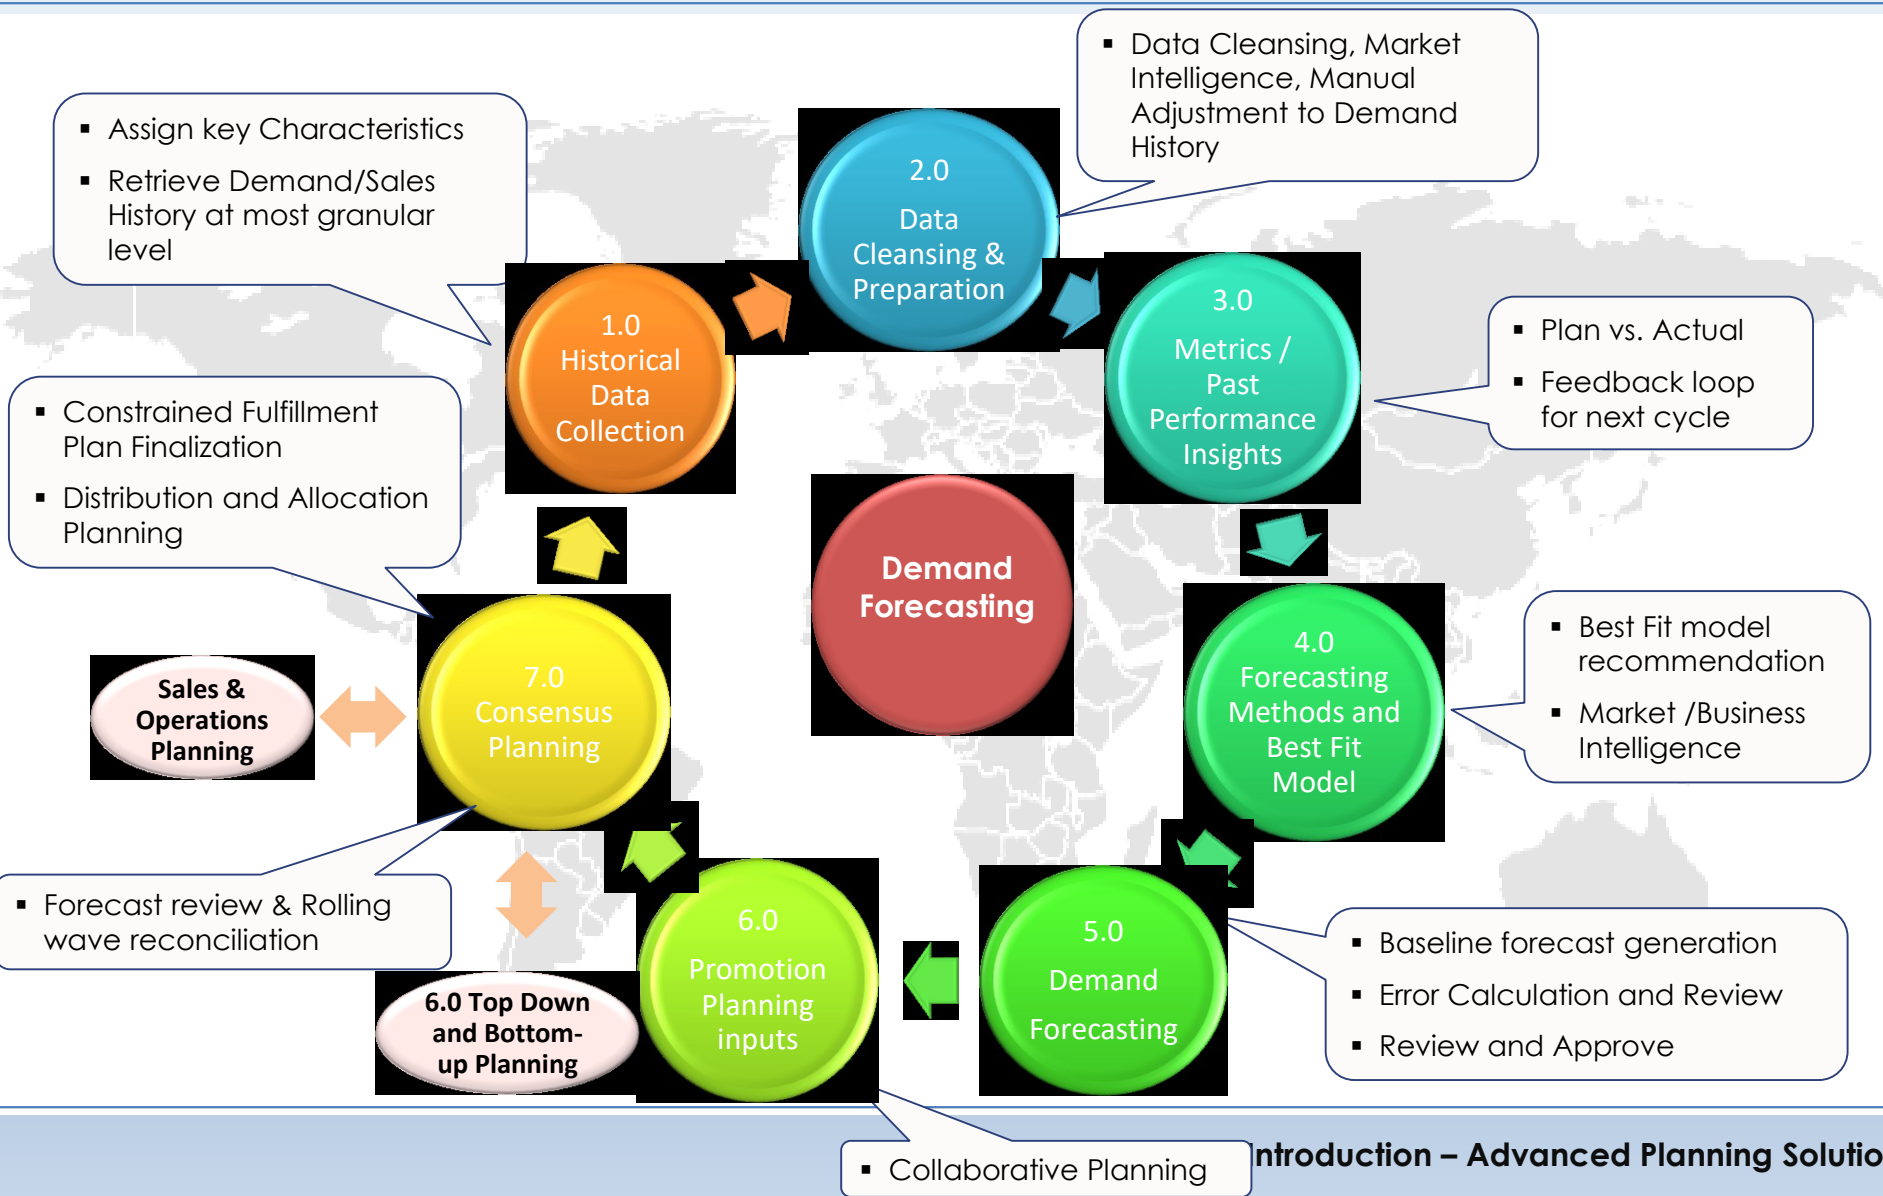 ▪ Data Cleansing, Market
Intelligence, Manual
Adjustment to Demand
History
▪ Assign key Characteristics
▪ Retrieve Demand/Sales
History at most granular
level
2.0
Data
Cleansing &
Preparation
1.0
Historical
Data
Collection
3.0
Metrics /
Past
Performance
Insights
▪ Plan vs. Actual
▪ Feedback loop
for next cycle
▪ Constrained Fulfillment
Plan Finalization
▪ Distribution and Allocation
Planning
Demand
Forecasting
4.0
Forecasting
Methods and
Best Fit
Model
▪ Best Fit model
recommendation
▪ Market /Business
Intelligence
7.0
Consensus
Planning
Sales &
Operations
Planning
▪ Forecast review & Rolling
wave reconciliation
6.0
Promotion
Planning
inputs
5.0
Demand
Forecasting
▪ Baseline forecast generation
▪ Error Calculation and Review
▪ Review and Approve
6.0 Top Down
and Bottom-
up Planning
▪ Collaborative Planning
ntroduction – Advanced Planning Solutio